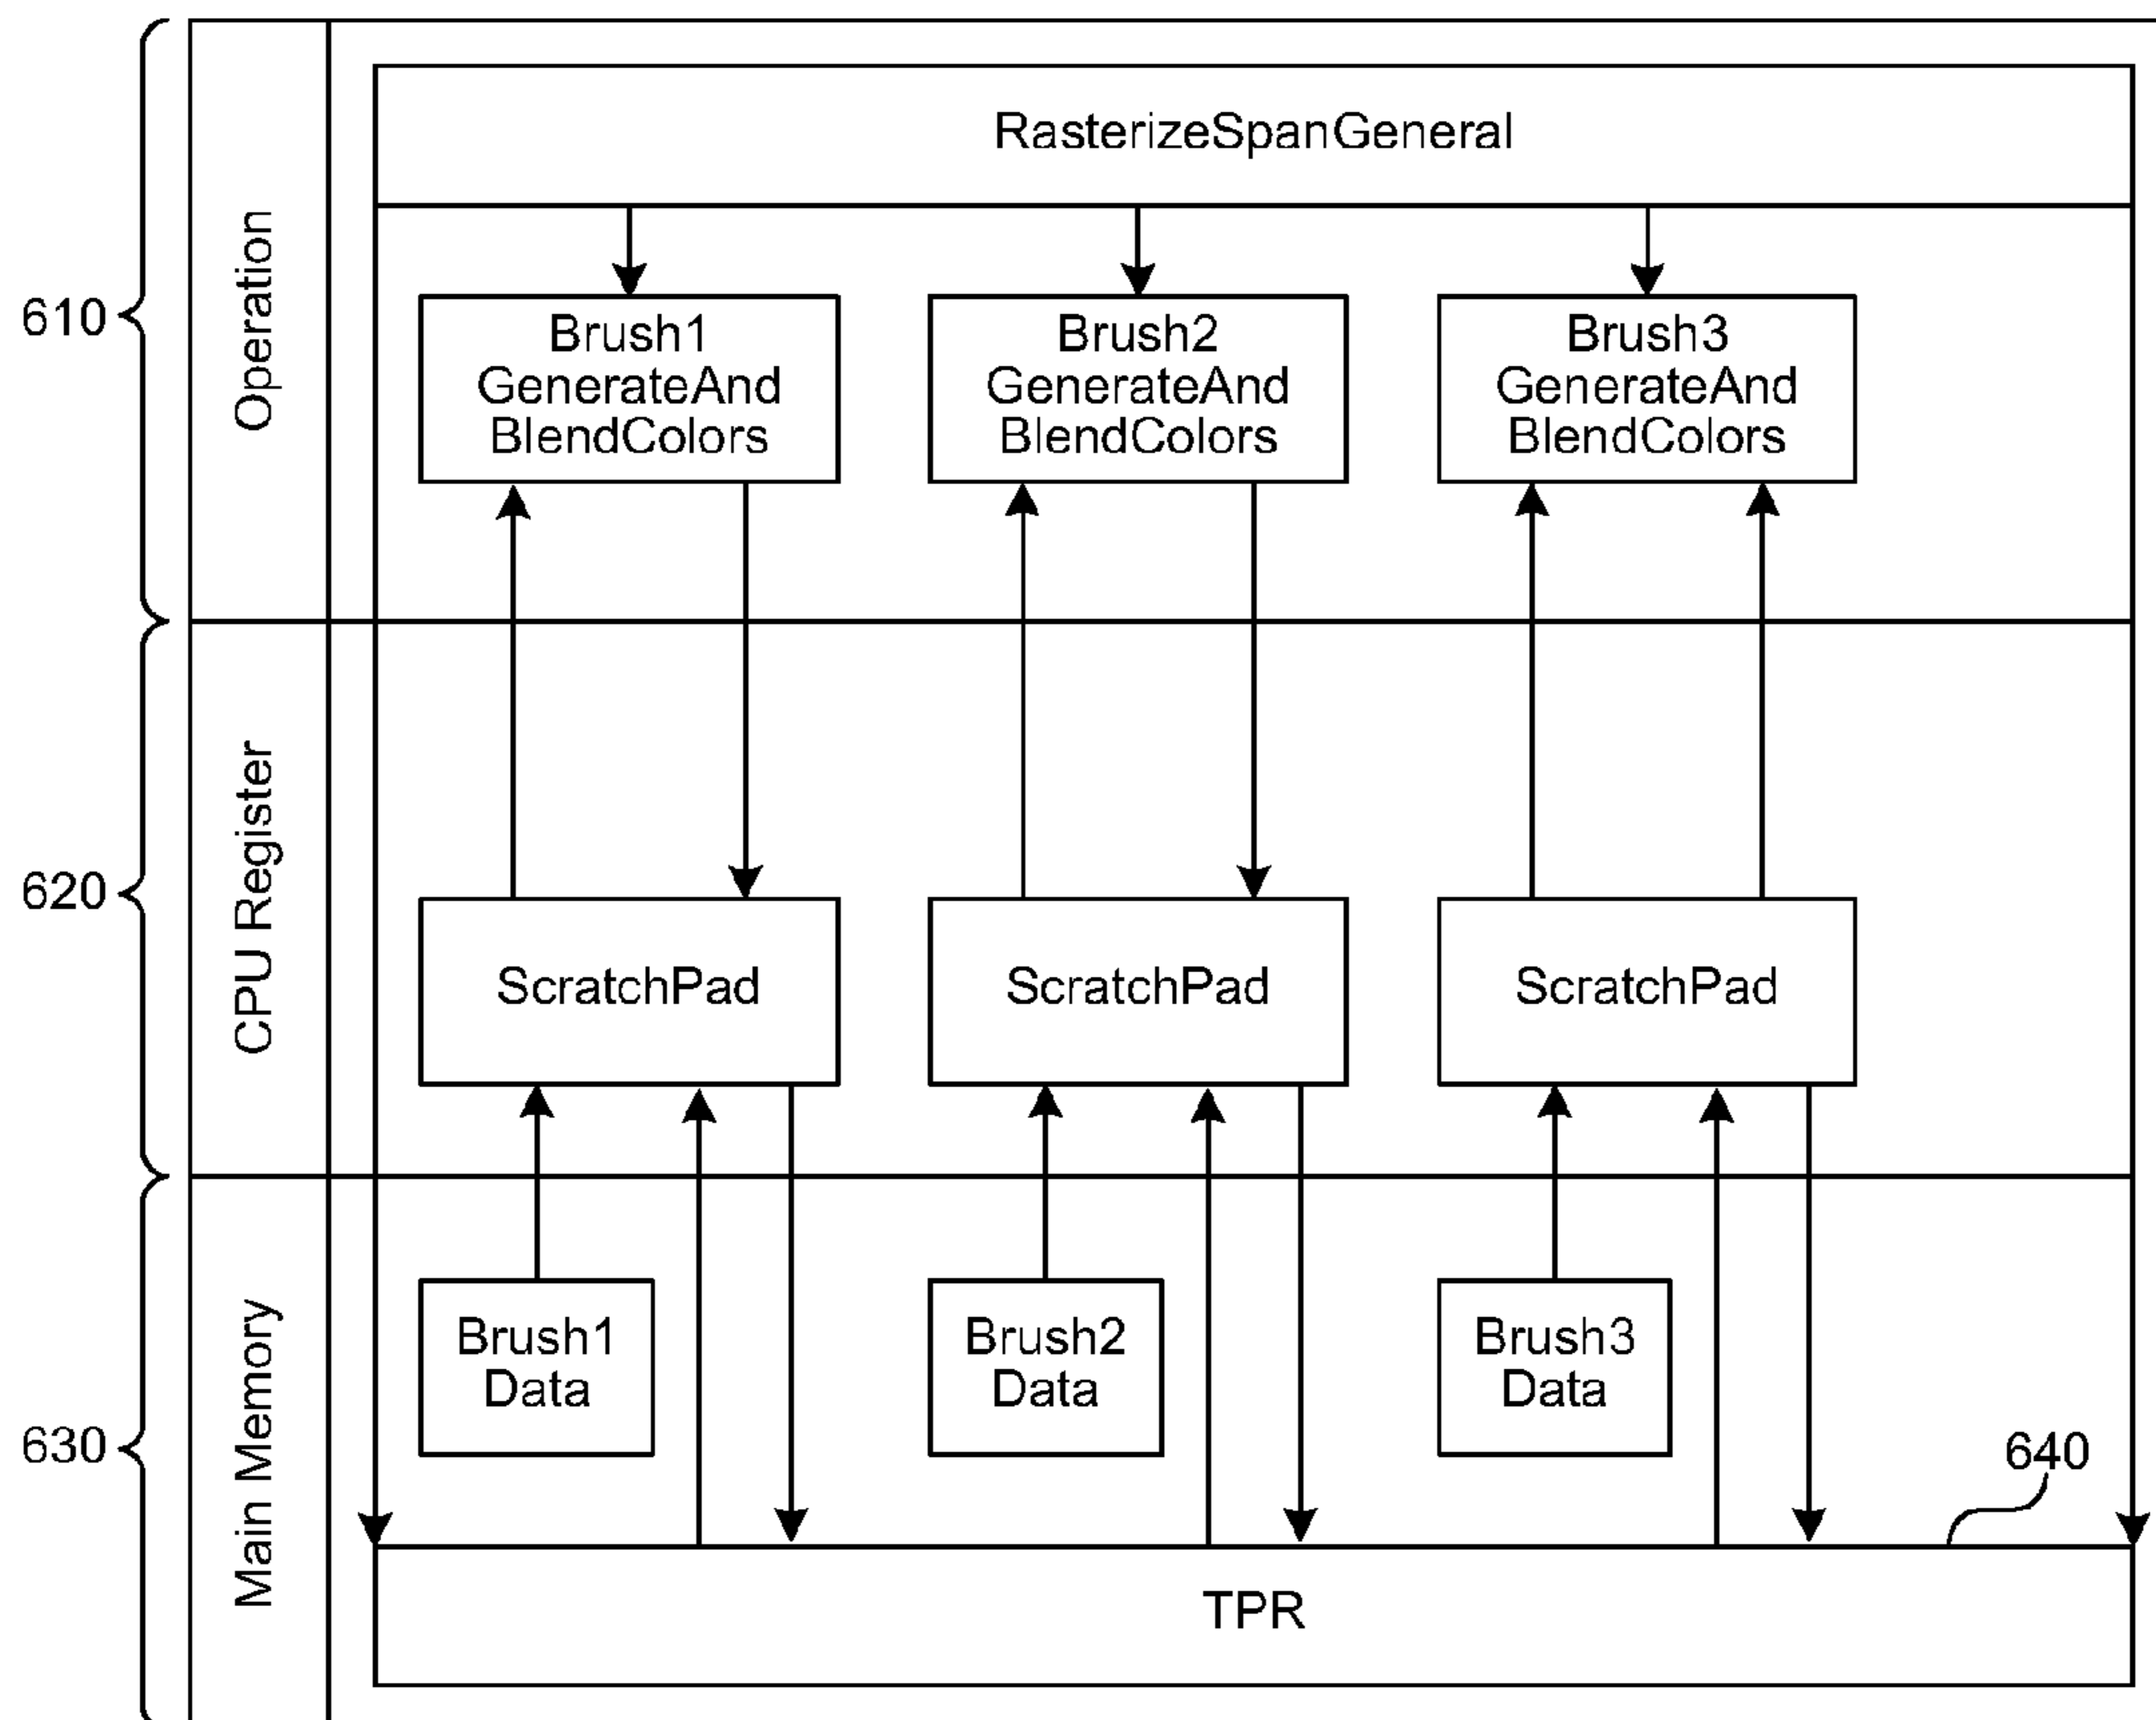 RasterizeSpanGeneral
610
Operation
Brush1
GenerateAnd
BlendColors
Brush2
GenerateAnd
BlendColors
Brush3
GenerateAnd
BlendColors
620
CPU Register
ScratchPad
ScratchPad
ScratchPad
630
Main Memory
Brush1
Data
Brush2
Data
Brush3
Data
640
TPR